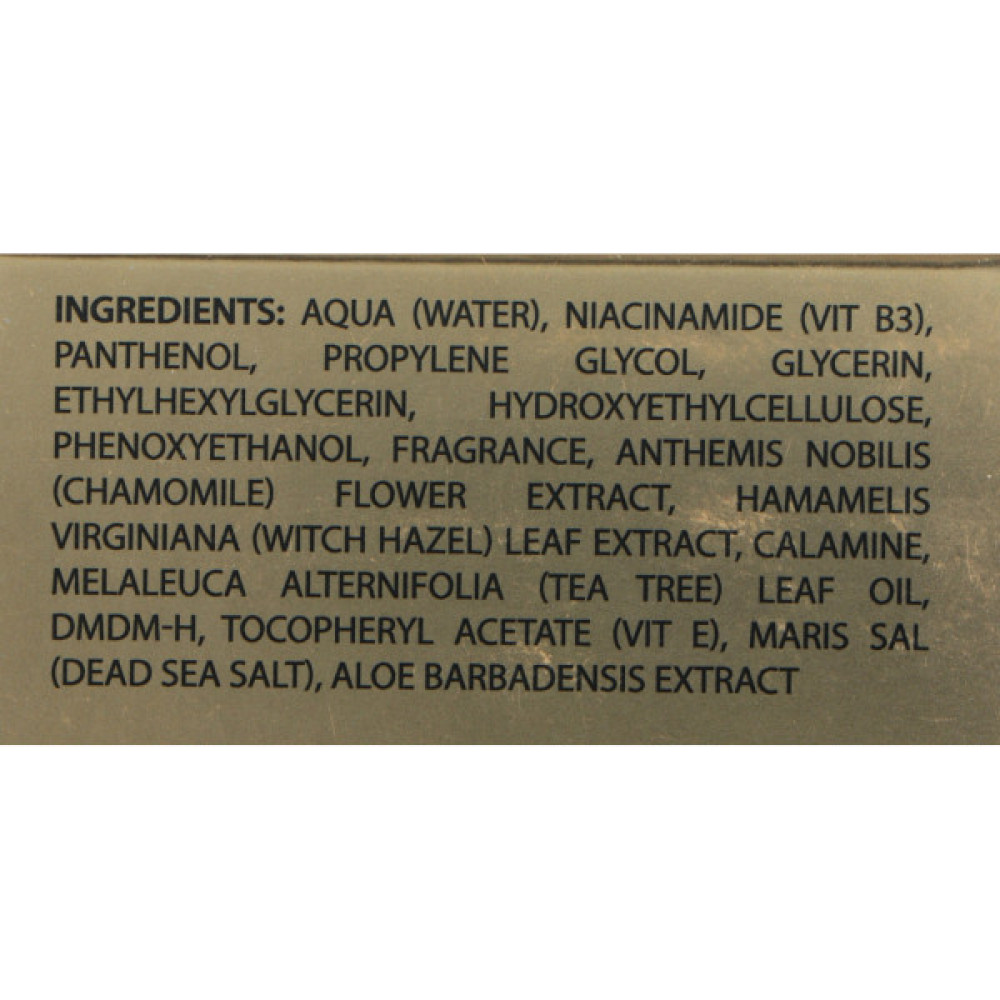 INGREDIENTS: AQUA (WATER), NIACINAMIDE (VIT B3),
PANTHENOL, PROPYLENE GLYCOL, GLYCERIN,
ETHYLHEXYLGLYCERIN, HYDROXYETHYLCELLULOSE,
PHENOXYETHANOL, FRAGRANCE, ANTHEMIS NOBILIS
(CHAMOMILE) FLOWER EXTRACT, HAMAMELIS
VIRGINIANA (WITCH HAZEL) LEAF EXTRACT, CALAMINE,
MELALEUCA ALTERNIFOLIA (TEA TREE) LEAF OIL,
DMDM-H, TOCOPHERYL ACETATE (VIT E), MARIS SAL
(DEAD SEA SALT), ALOE BARBADENSIS EXTRACT